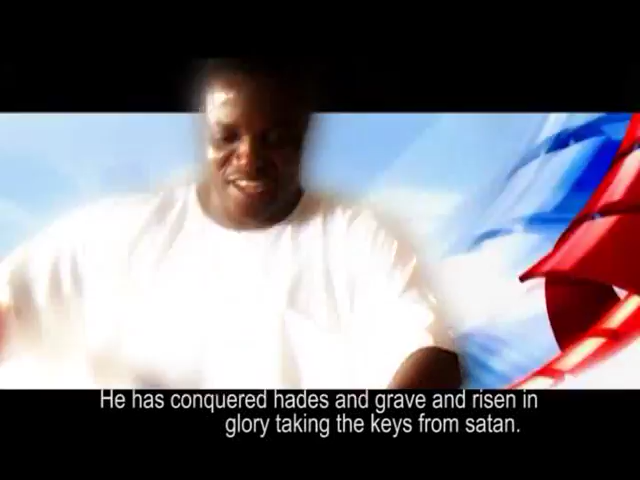 He has conquered hades and grave and risen in
glory taking the keys from satan.